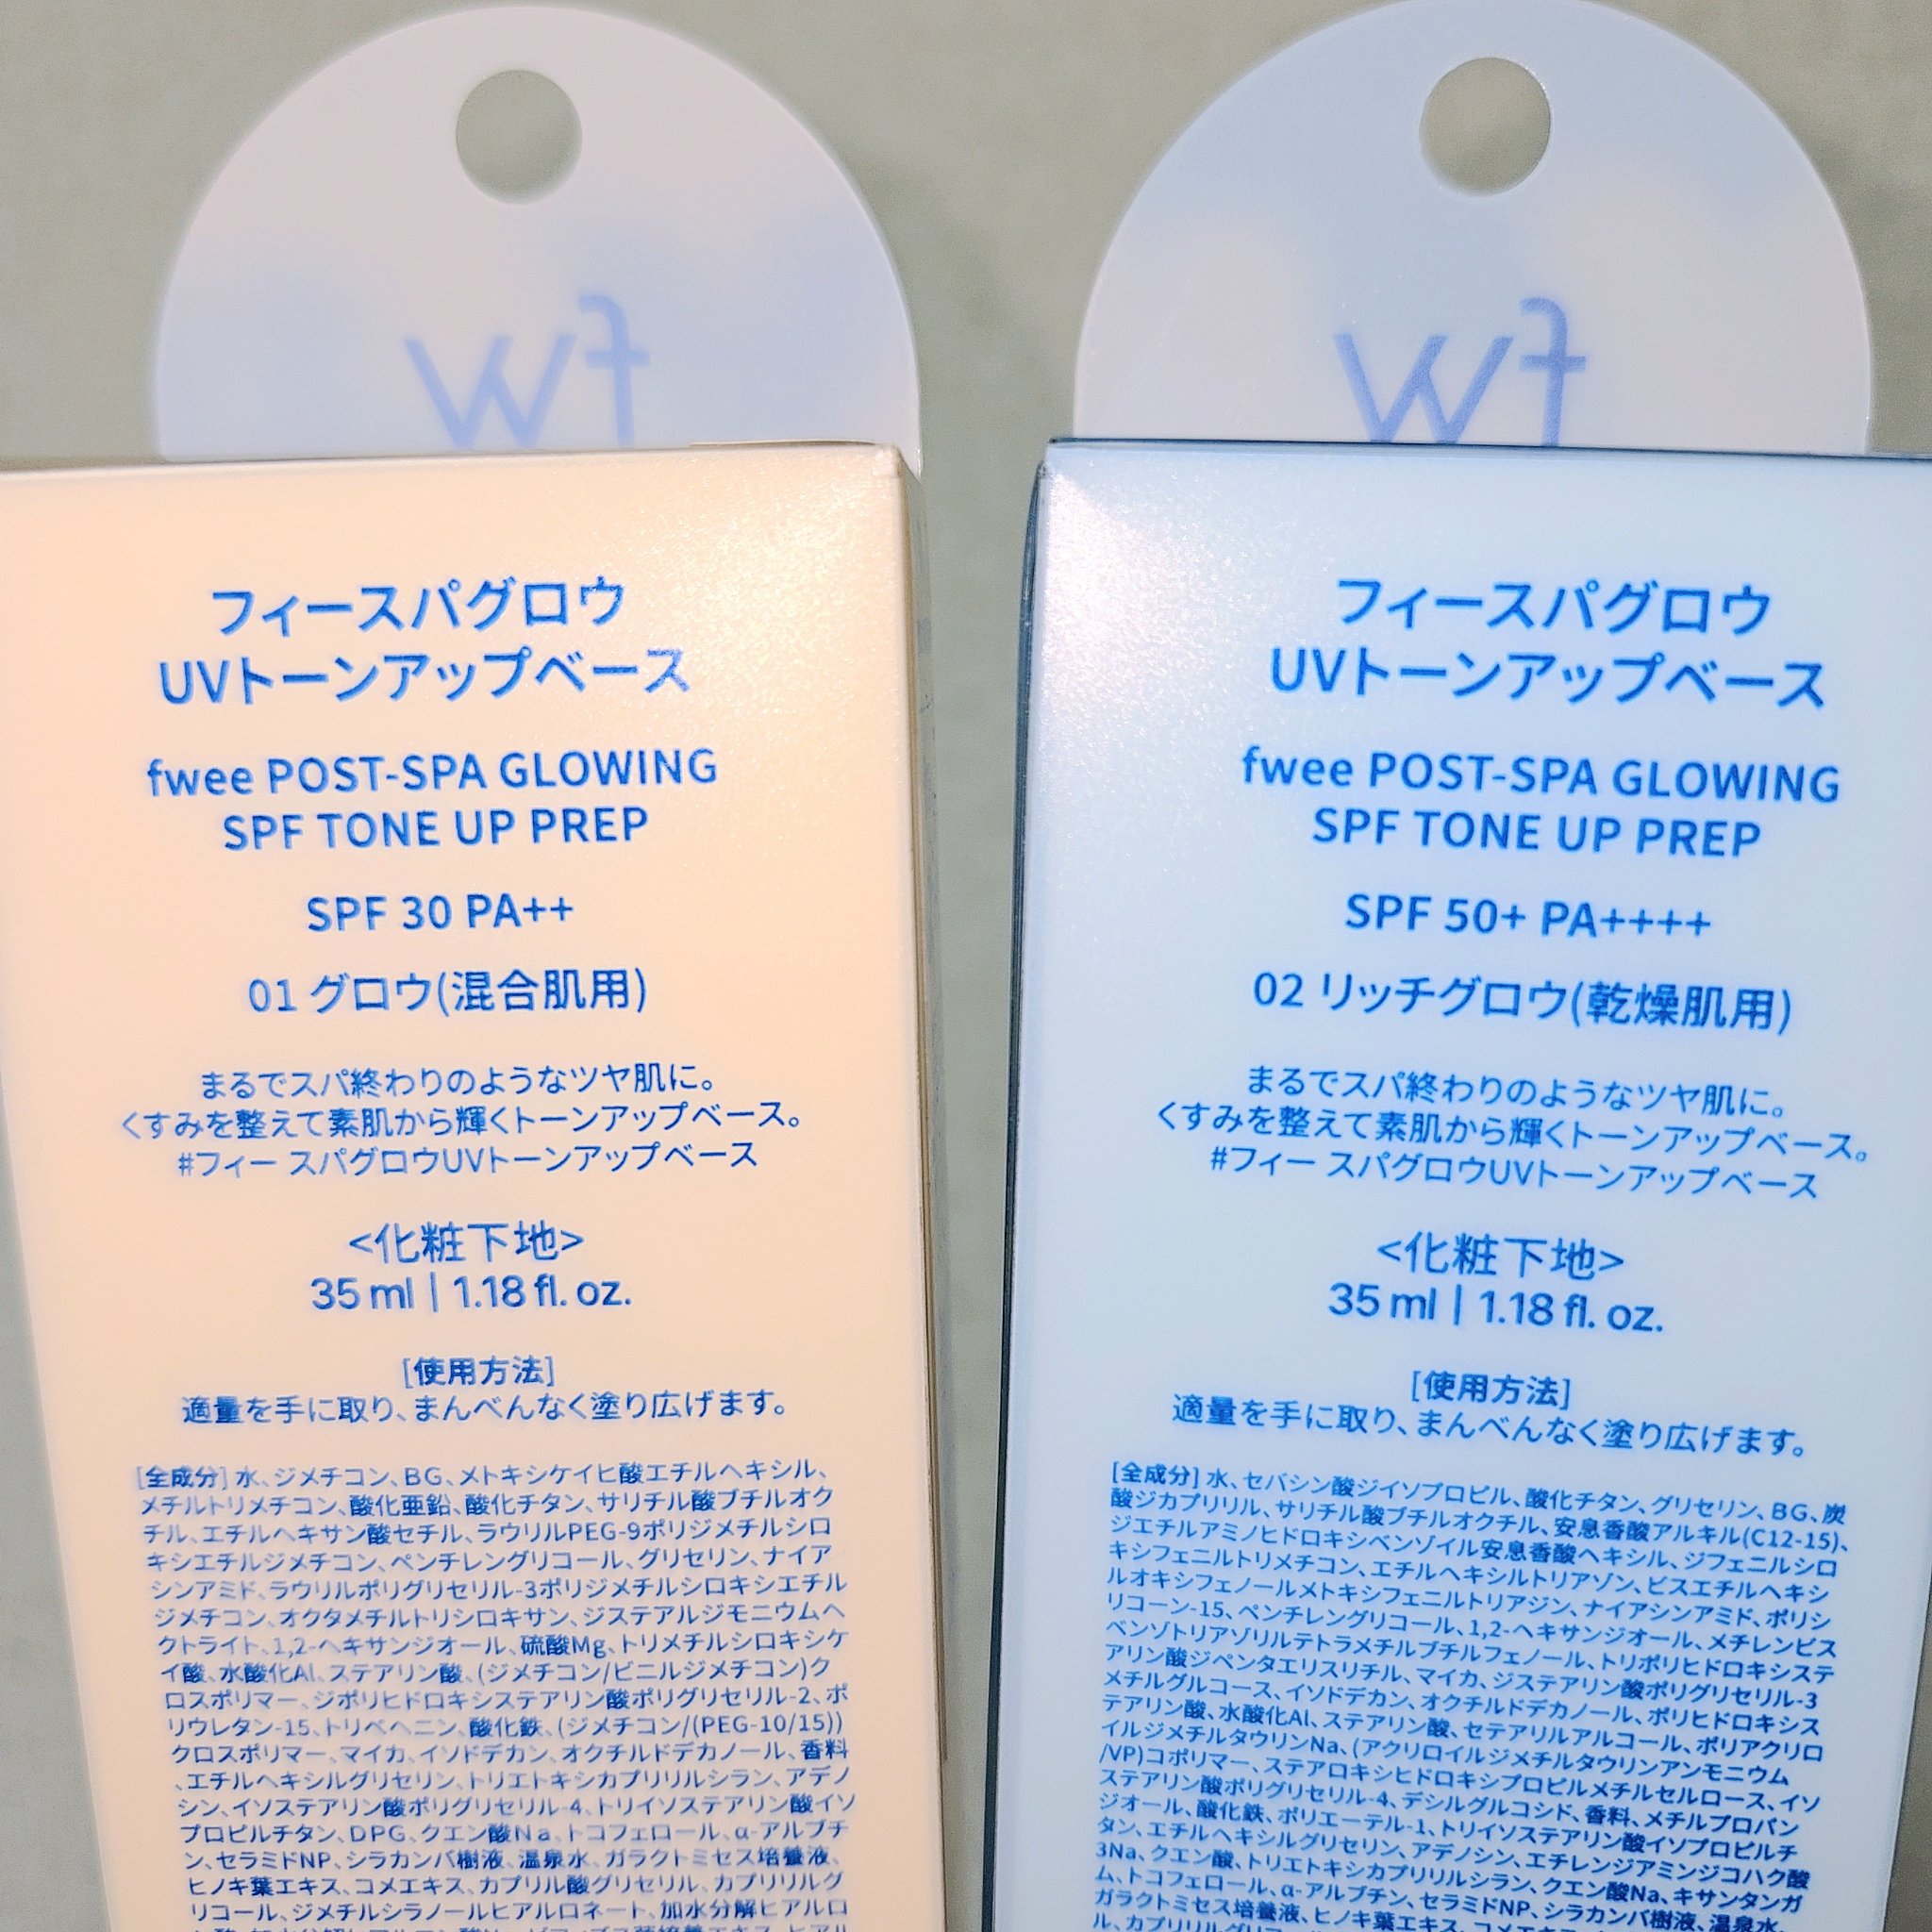 フィースパグロウ
UVトーンアップベース
fwee POST-SPA GLOWING
SPF TONE UP PREP
SPF 30 PA++
01 グロウ(混合肌用)
まるでスパ終わりのようなツヤ肌に。
くすみを整えて素肌から輝くトーンアップベース。
#フィー スパグロウUVトーンアップベース
<化粧下地>
35 ml | 1.18 fl. oz.
[使用方法]
適量を手に取り、まんべんなく塗り広げます。
[全成分] 水、ジメチコン、BG、メトキシケイヒ酸エチルヘキシル、
メチルトリメチコン、酸化亜鉛、酸化チタン、サリチル酸ブチルオク
チル、エチルヘキサン酸セチル、ラウリルPEG-9ポリジメチルシロ
キシエチルジメチコン、ペンチレングリコール、グリセリン、ナイア
シンアミド、ラウリルポリグリセリル-3ポリジメチルシロキシエチル
ジメチコン、オクタメチルトリシロキサン、ジステアルジモニウムヘ
クトライト、1,2-ヘキサンジオール、硫酸Mg、トリメチルシロキシケ
イ酸、水酸化Al、ステアリン酸、(ジメチコン/ビニルジメチコン)ク
ロスポリマー、ジポリヒドロキシステアリン酸ポリグリセリル-2、ポ
リウレタン-15、トリベヘニン、酸化鉄、(ジメチコン/(PEG-10/15))
クロスポリマー、マイカ、イソドデカン、オクチルドデカノール、香料
、エチルヘキシルグリセリン、トリエトキシカプリリルシラン、アデノ
シン、イソステアリン酸ポリグリセリル-4、トリイソステアリン酸イソ
プロピルチタン、DPG、クエン酸Na、トコフェロール、α-アルブチ
ン、セラミドNP、シラカンバ樹液、温泉水、ガラクトミセス培養液、
ヒノキ葉エキス、コメエキス、カプリル酸グリセリル、カプリリルグ
リコール、ジメチルシラノールヒアルロネート、加水分解ヒアルロ
wf
フィースパグロウ
UVトーンアップベース
fwee POST-SPA GLOWING
SPF TONE UP PREP
SPF 50+ PA++++
02 リッチグロウ(乾燥肌用)
まるでスパ終わりのようなツヤ肌に。
くすみを整えて素肌から輝くトーンアップベース。
#フィー スパグロウUVトーンアップベース
<化粧下地>
35 ml | 1.18 fl. oz.
[使用方法]
適量を手に取り、まんべんなく塗り広げます。
[全成分] 水、セバシン酸ジイソプロピル、酸化チタン、グリセリン、BG、炭
酸ジカプリリル、サリチル酸ブチルオクチル、安息香酸アルキル(C12-15)、
ジエチルアミノヒドロキシベンゾイル安息香酸ヘキシル、ジフェニルシロ
キシフェニルトリメチコン、エチルヘキシルトリアゾン、ビスエチルヘキシ
ルオキシフェノールメトキシフェニルトリアジン、ナイアシンアミド、ポリシ
リコーン-15、ペンチレングリコール、1,2-ヘキサンジオール、メチレンビス
ベンゾトリアゾリルテトラメチルブチルフェノール、トリポリヒドロキシステ
アリン酸ジペンタエリスリチル、マイカ、ジステアリン酸ポリグリセリル-3
メチルグルコース、イソドデカン、オクチルドデカノール、ポリヒドロキシス
テアリン酸、水酸化Al、ステアリン酸、セテアリルアルコール、ポリアクリロ
イルジメチルタウリンNa、(アクリロイルジメチルタウリンアンモニウム
/VP)コポリマー、ステアロキシヒドロキシプロピルメチルセルロース、イソ
ステアリン酸ポリグリセリル-4、デシルグルコシド、香料、メチルプロパン
ジオール、酸化鉄、ポリエーテル-1、トリイソステアリン酸イソプロピルチ
タン、エチルヘキシルグリセリン、アデノシン、エチレンジアミンジコハク酸
3Na、クエン酸、トリエトキシカプリリルシラン、クエン酸Na、キサンタンガ
ム、トコフェロール、α-アルブチン、セラミドNP、シラカンバ樹液、温泉水、
ガラクトミセス培養液、ヒノキ葉エキス、コメエキス
ル、カプリリルグリ
wf